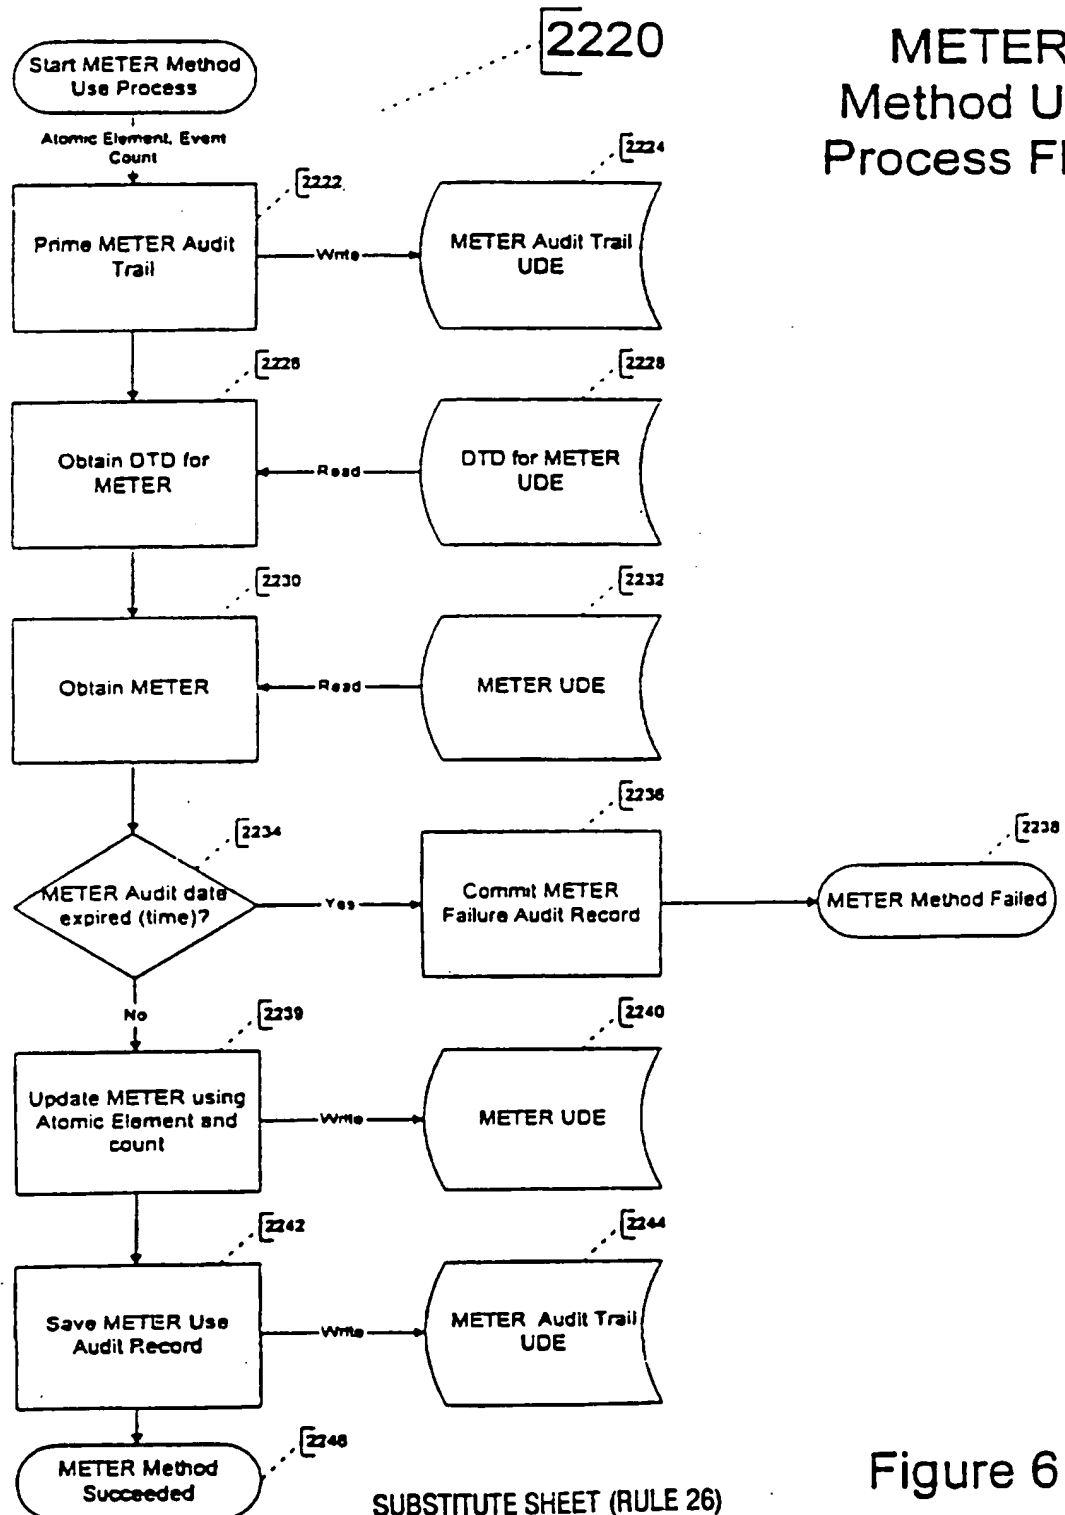 2220
METER
Method U
Process Fl
Start METER Method
Use Process
Atomic Element, Event
Count
2222
2224
Prime METER Audit
Trail
Write
METER Audit Trail
UDE
2226
2228
Obtain DTD for
METER
Read
DTD for METER
UDE
2230
2232
Obtain METER
Read
METER UDE
2234
2236
2238
METER Audit date
expired (time)?
Yes
Commit METER
Failure Audit Record
METER Method Failed
No
2239
2240
Update METER using
Atomic Element and
count
Write
METER UDE
2242
2244
Save METER Use
Audit Record
Write
METER Audit Trail
UDE
2246
METER Method
Succeeded
Figure 6
SUBSTITUTE SHEET (RULE 26)